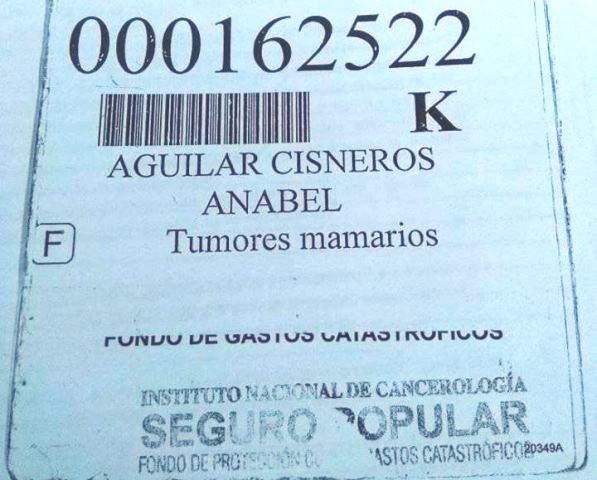 000162522
K
AGUILAR CISNEROS
ANABEL
F
Tumores mamarios
FONDO DE GASTOS CATASTROFICOS
INSTITUTO NACIONAL DE CANCEROLOGÍA
SEGURO POPULAR
FONDO DE PROTECCIÓN ASTOS CATASTRÓFICOS
20349A